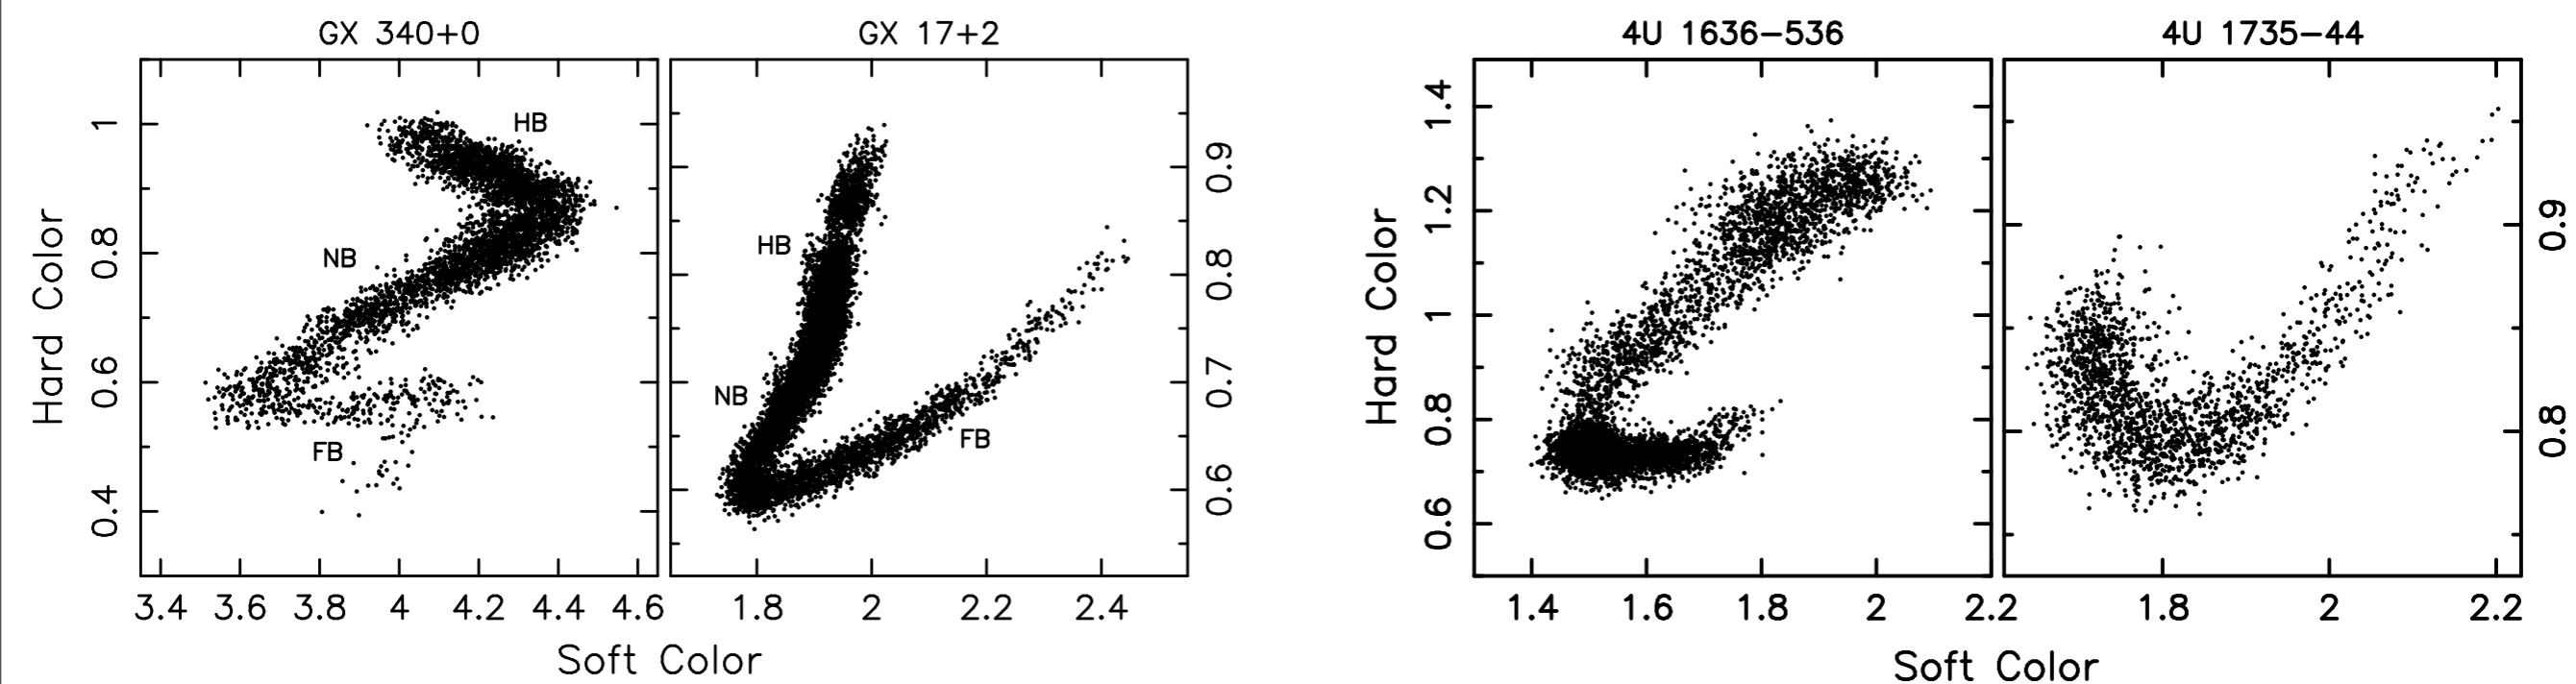 GX 340+0
GX 17+2
4U 1636−536
4U 1735−44
Hard Color
1
0.8
0.6
0.4
HB
NB
FB
HB
NB
FB
0.9
0.8
0.7
0.6
3.4 3.6 3.8 4 4.2 4.4 4.6
1.8 2 2.2 2.4
Soft Color
Hard Color
1.4
1.2
1
0.8
0.6
0.9
0.8
1.4 1.6 1.8 2 2.2
1.8 2 2.2
Soft Color